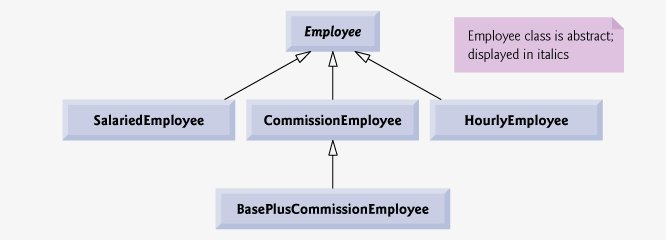 Employee
Employee class is abstract;
displayed in italics
SalariedEmployee
CommissionEmployee
HourlyEmployee
BasePlusCommissionEmployee